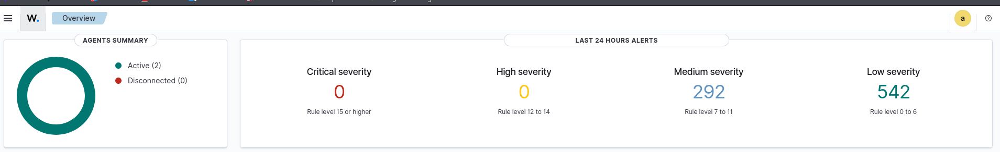 W.
Overview
a
AGENTS SUMMARY
Active (2)
Disconnected (0)
LAST 24 HOURS ALERTS
Critical severity
0
Rule level 15 or higher
High severity
0
Rule level 12 to 14
Medium severity
292
Rule level 7 to 11
Low severity
542
Rule level 0 to 6